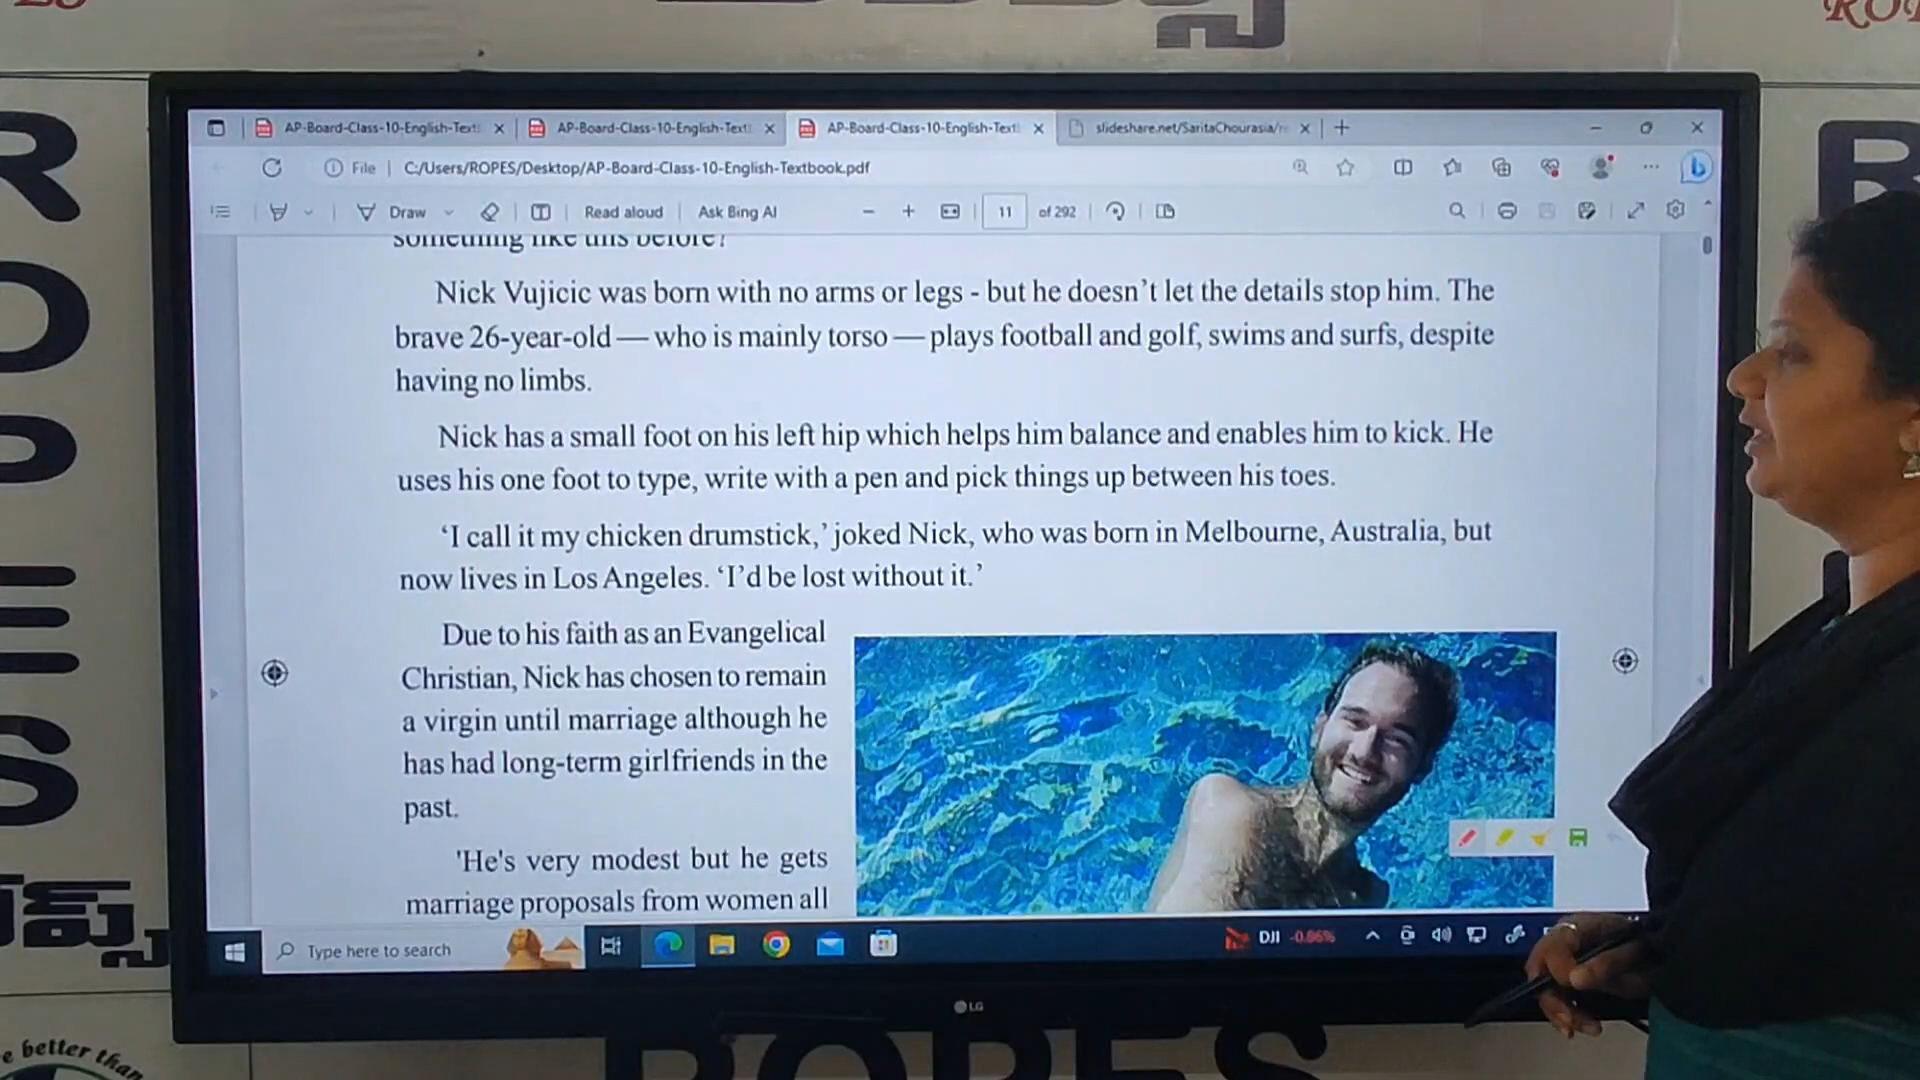 AP-Board-Class-10-English-Text
AP-Board-Class-10-English-Text
AP-Board-Class-10-English-Text
slideshare.net/SaritaChourasia/re
File
C:/Users/ROPES/Desktop/AP-Board-Class-10-English-Textbook.pdf
Draw
Read aloud
Ask Bing AI
11
of 292
something like this before?
Nick Vujicic was born with no arms or legs - but he doesn’t let the details stop him. The
brave 26-year-old — who is mainly torso — plays football and golf, swims and surfs, despite
having no limbs.
Nick has a small foot on his left hip which helps him balance and enables him to kick. He
uses his one foot to type, write with a pen and pick things up between his toes.
‘I call it my chicken drumstick,’ joked Nick, who was born in Melbourne, Australia, but
now lives in Los Angeles. ‘I’d be lost without it.’
Due to his faith as an Evangelical
Christian, Nick has chosen to remain
a virgin until marriage although he
has had long-term girlfriends in the
past.
'He's very modest but he gets
marriage proposals from women all
Type here to search
DJI -0.86%
LG
ROPES
ROPES
e better than